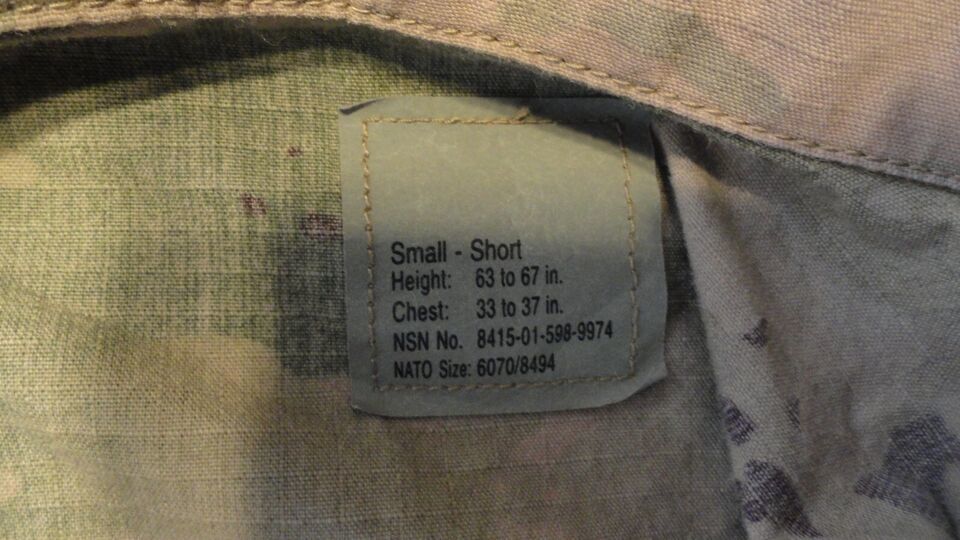 Small - Short
Height: 63 to 67 in.
Chest: 33 to 37 in.
NSN No. 8415-01-598-9974
NATO Size: 6070/8494